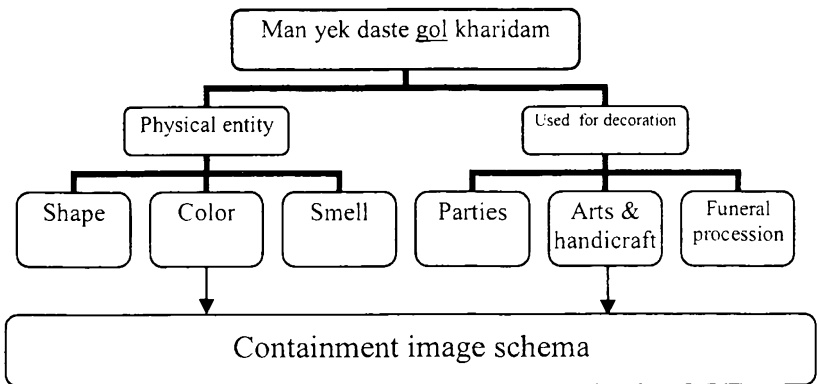 Man yek daste gol kharidam
Physical entity
Used for decoration
Shape
Color
Smell
Parties
Arts &
handicraft
Funeral
procession
Containment image schema